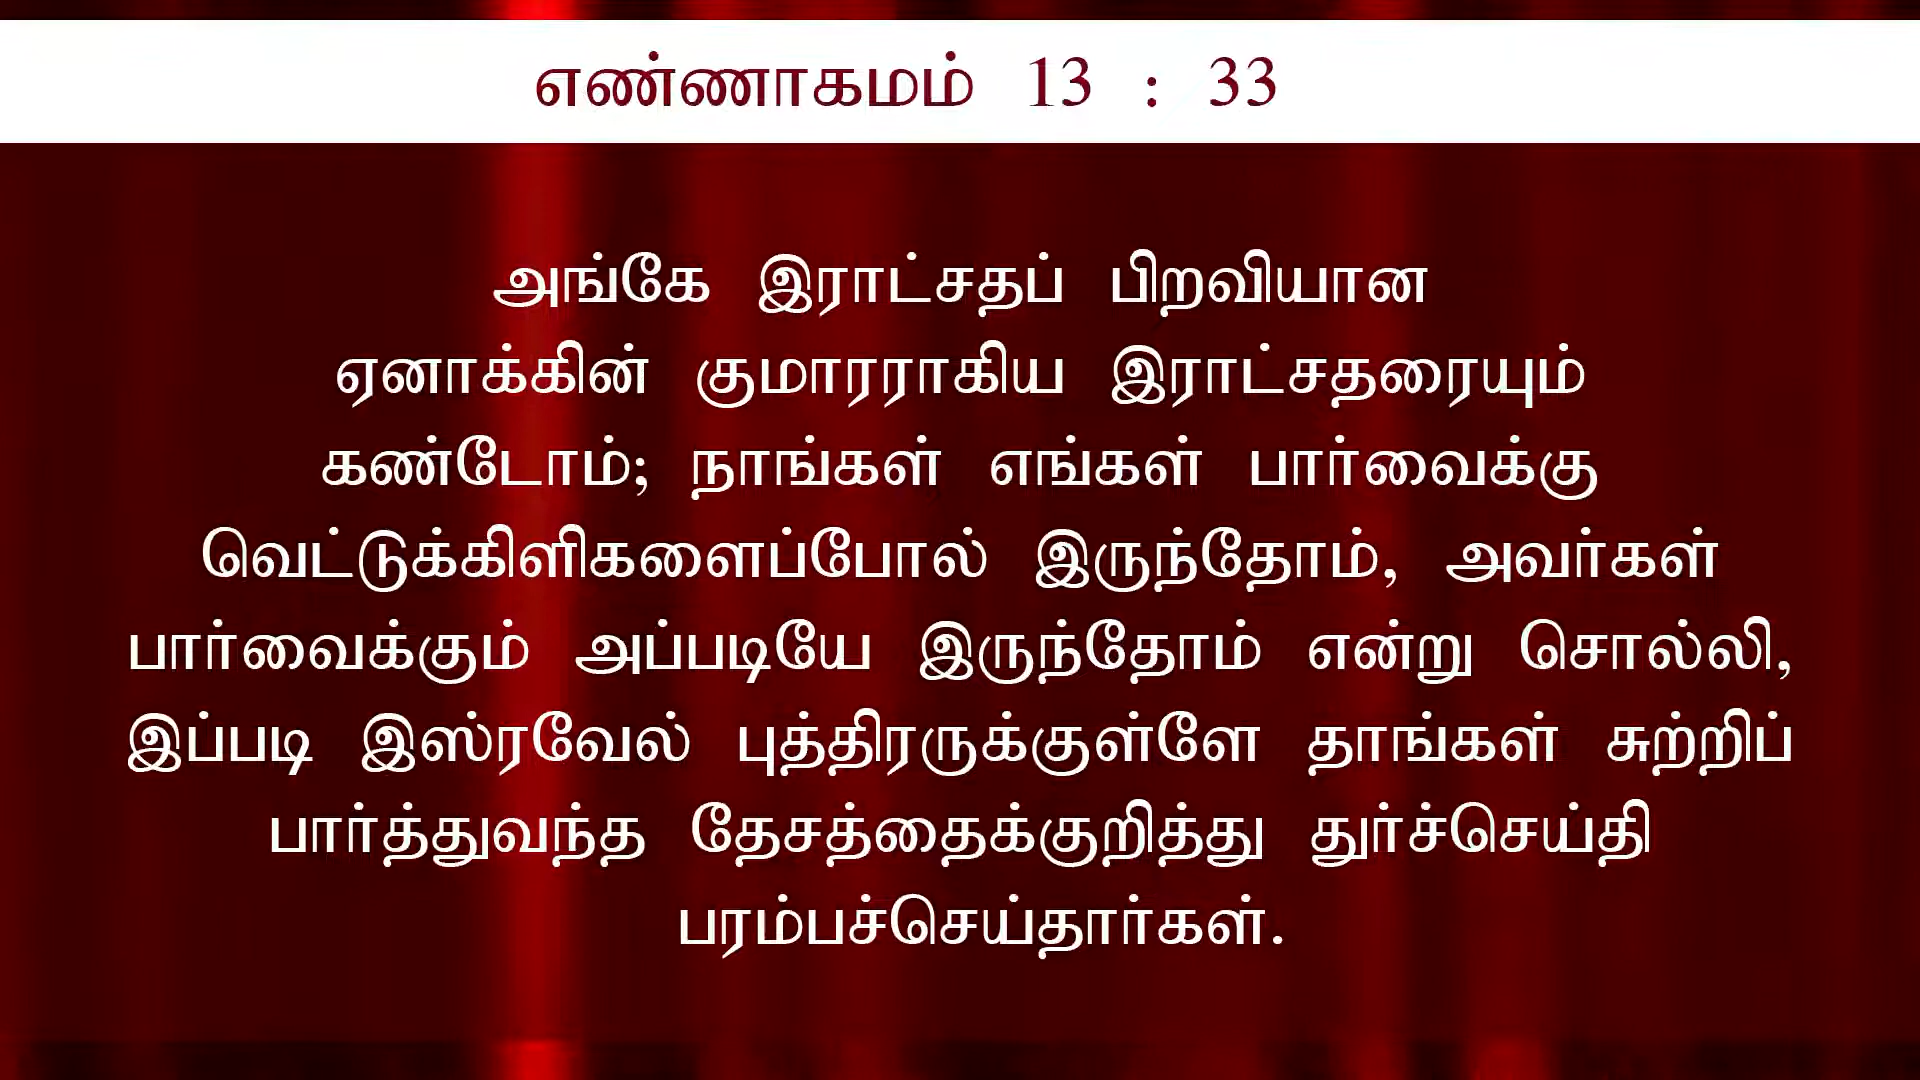 எண்ணாகமம் 13 : 33
அங்கே இராட்சதப் பிறவியான
ஏனாக்கின் குமாரராகிய இராட்சதரையும்
கண்டோம்; நாங்கள் எங்கள் பார்வைக்கு
வெட்டுக்கிளிகளைப்போல் இருந்தோம், அவர்கள்
பார்வைக்கும் அப்படியே இருந்தோம் என்று சொல்லி,
இப்படி இஸ்ரவேல் புத்திரருக்குள்ளே தாங்கள் சுற்றிப்
பார்த்துவந்த தேசத்தைக்குறித்து துர்ச்செய்தி
பரம்பச்செய்தார்கள்.